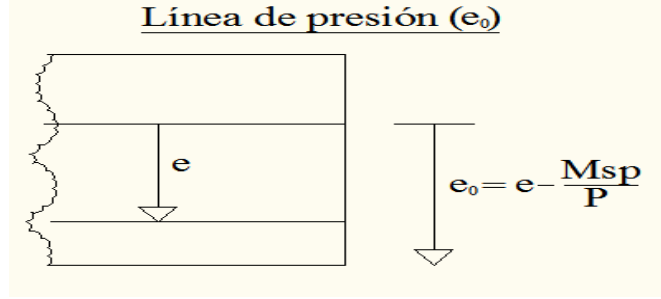 Línea de presión (e₀)
e
e₀= e- Msp
P